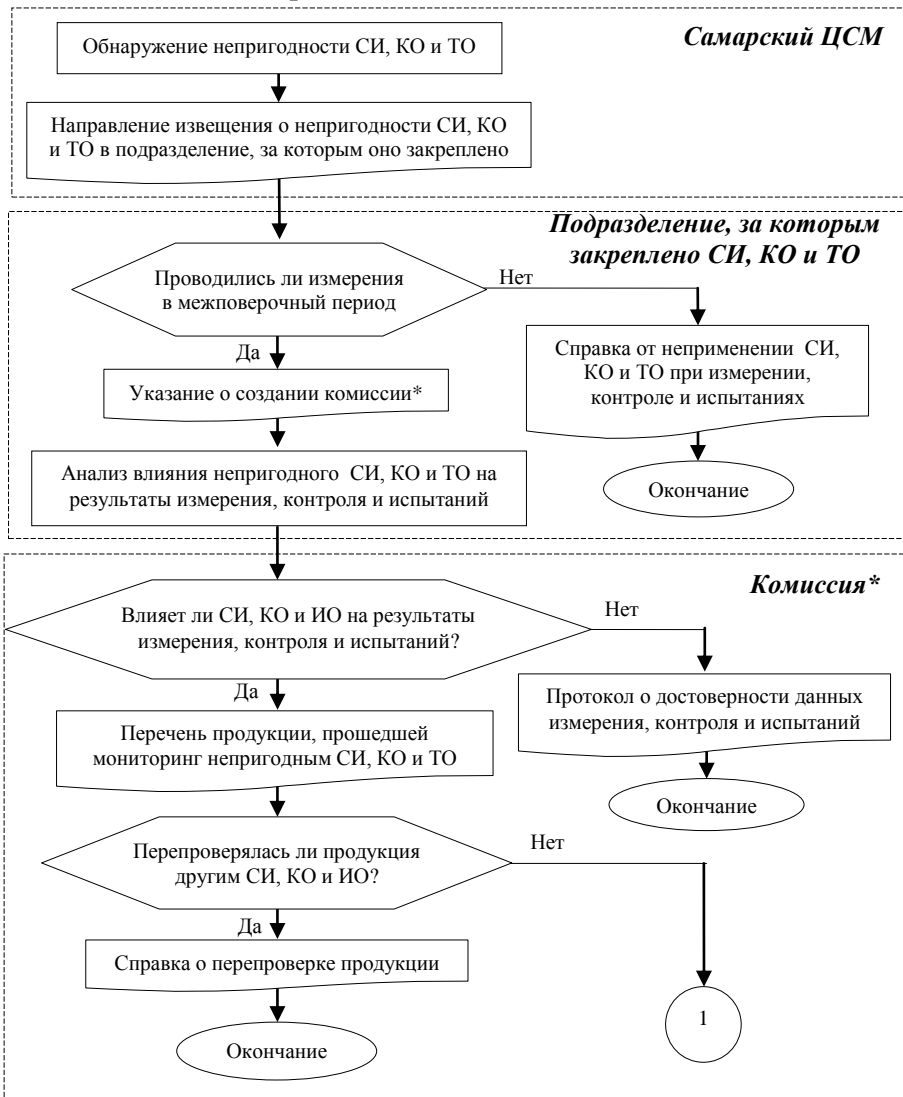 Самарский ЦСМ
Обнаружение непригодности СИ, КО и ТО
Направление извещения о непригодности СИ, КО
и ТО в подразделение, за которым оно закреплено
Подразделение, за которым
закреплено СИ, КО и ТО
Проводились ли измерения
в межповерочный период
Нет
Да
Справка от неприменении СИ,
КО и ТО при измерении,
контроле и испытаниях
Указание о создании комиссии*
Анализ влияния непригодного СИ, КО и ТО на
результаты измерения, контроля и испытаний
Окончание
Комиссия*
Влияет ли СИ, КО и ИО на результаты
измерения, контроля и испытаний?
Нет
Да
Протокол о достоверности данных
измерения, контроля и испытаний
Перечень продукции, прошедшей
мониторинг непригодным СИ, КО и ТО
Окончание
Перепроверялась ли продукция
другим СИ, КО и ИО?
Нет
Да
Справка о перепроверке продукции
1
Окончание